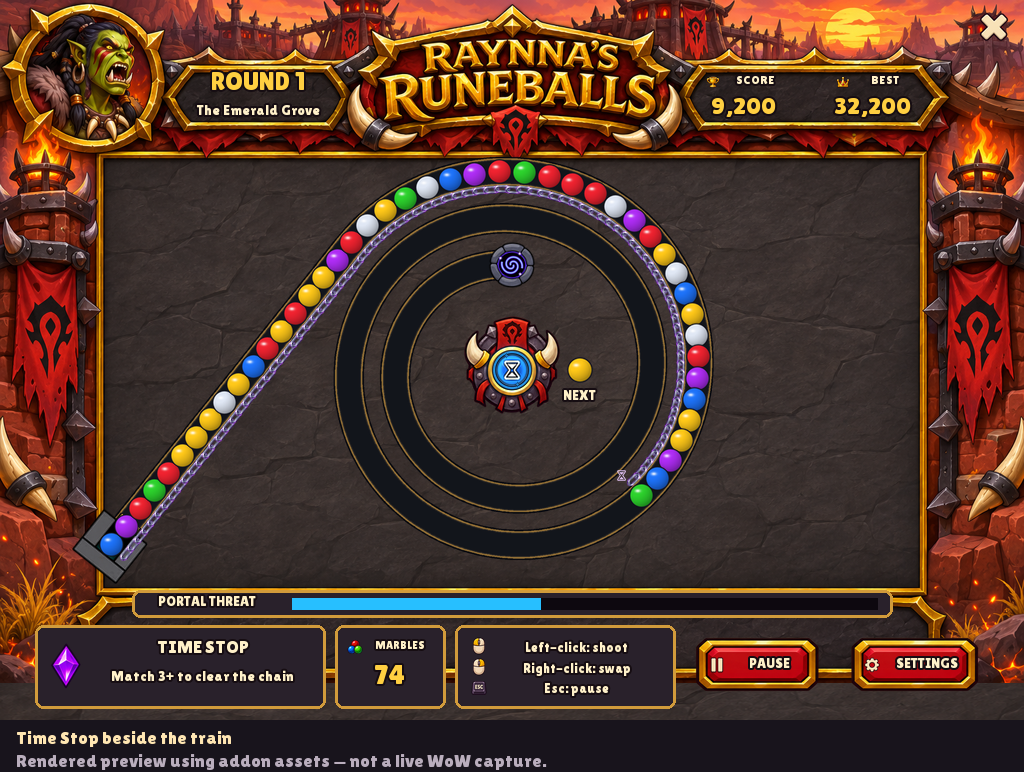 RAYNNA'S
RUNEBALLS
ROUND 1
The Emerald Grove
SCORE
9,200
BEST
32,200
NEXT
PORTAL THREAT
TIME STOP
Match 3+ to clear the chain
MARBLES
74
Left-click: shoot
Right-click: swap
ESC
Esc: pause
PAUSE
SETTINGS
Time Stop beside the train
Rendered preview using addon assets — not a live WoW capture.